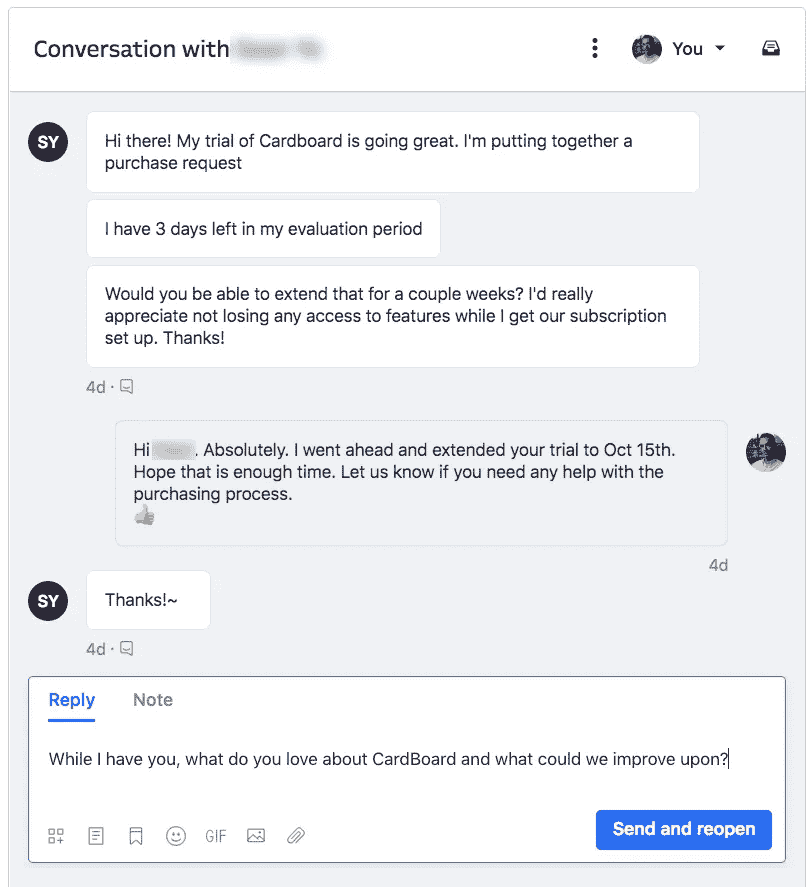 Conversation with
You
SY
Hi there! My trial of Cardboard is going great. I'm putting together a
purchase request
I have 3 days left in my evaluation period
Would you be able to extend that for a couple weeks? I'd really
appreciate not losing any access to features while I get our subscription
set up. Thanks!
4d ·
Hi . Absolutely. I went ahead and extended your trial to Oct 15th.
Hope that is enough time. Let us know if you need any help with the
purchasing process.
4d
SY
Thanks!~
4d ·
Reply Note
While I have you, what do you love about CardBoard and what could we improve upon?
GIF
Send and reopen